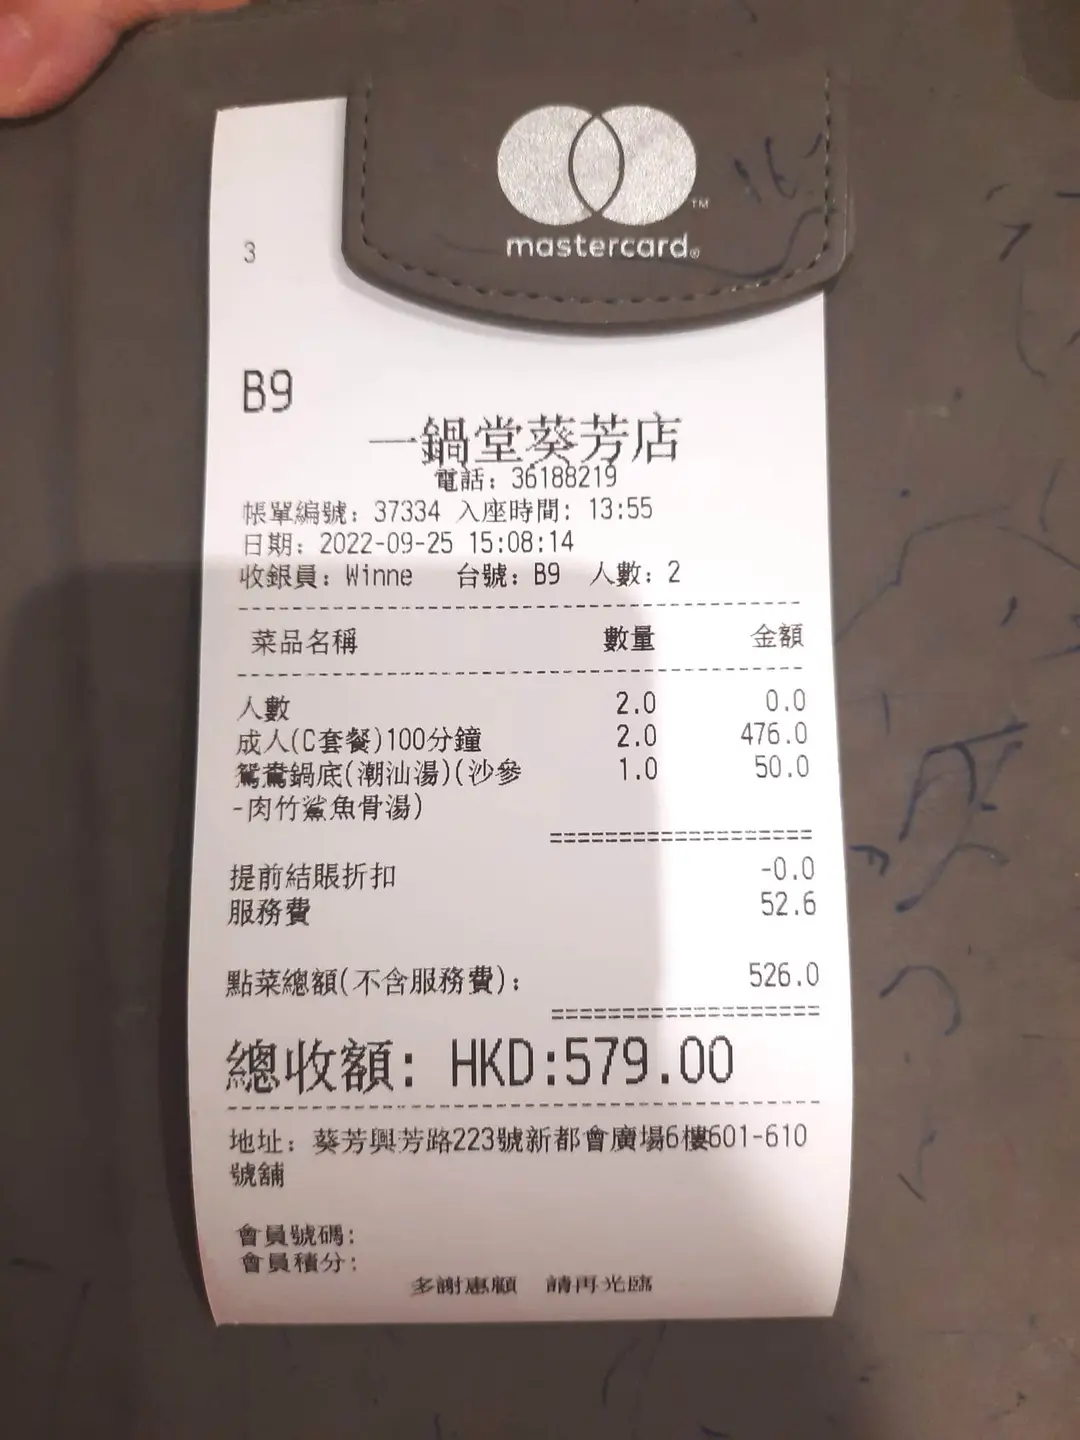 mastercard
TM
3
B9
一鍋堂葵芳店
電話: 36188219
帳單編號: 37334 入座時間: 13:55
日期: 2022-09-25 15:08:14
收銀員: Winne 台號: B9 人數: 2
菜品名稱 數量 金額
人數 2.0 0.0
成人(C套餐)100分鐘 2.0 476.0
鴛鴦鍋底(潮汕湯)(沙參 1.0 50.0
-肉竹鯊魚骨湯)
提前結賬折扣 -0.0
服務費 52.6
點菜總額(不含服務費): 526.0
總收額: HKD:579.00
地址: 葵芳興芳路223號新都會廣場6樓601-610
號舖
會員號碼:
會員積分:
多謝惠顧 請再光臨